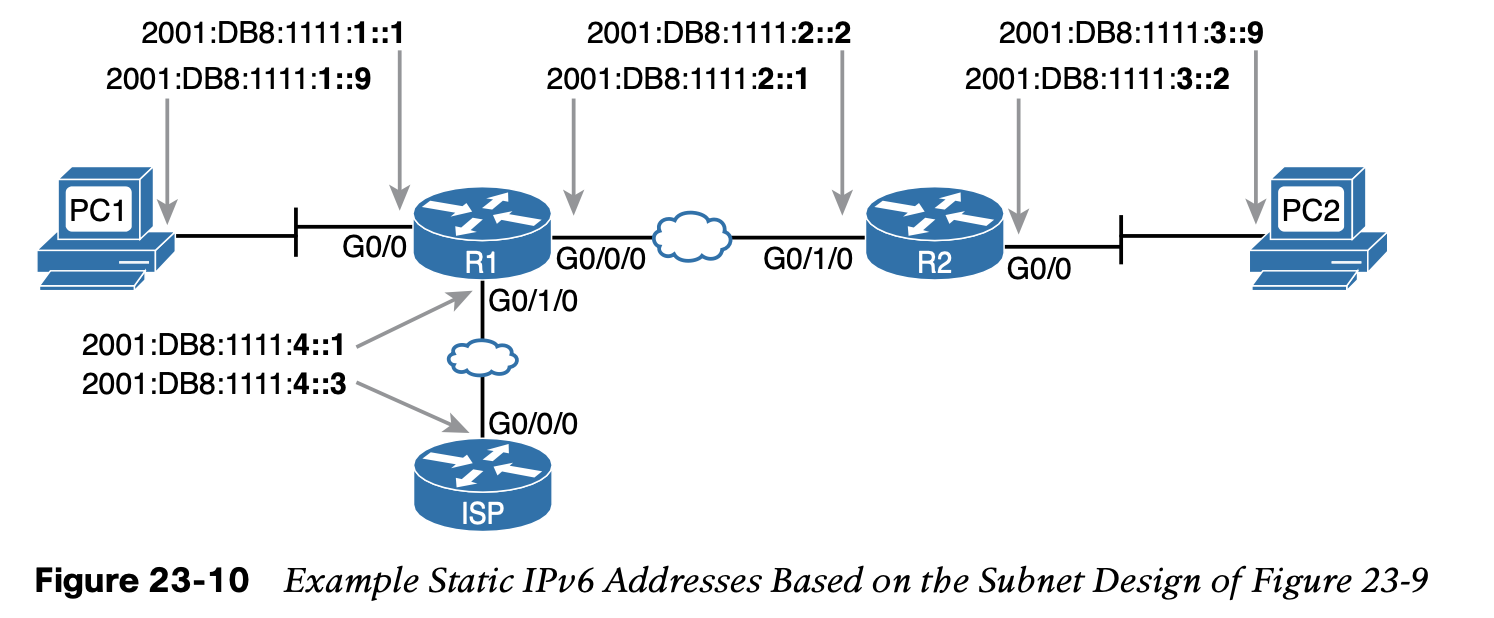 2001:DB8:1111:1::1
2001:DB8:1111:2::2
2001:DB8:1111:3::9
2001:DB8:1111:1::9
2001:DB8:1111:2::1
2001:DB8:1111:3::2
PC1
G0/0
R1
G0/0/0
G0/1/0
R2
G0/0
PC2
G0/1/0
2001:DB8:1111:4::1
2001:DB8:1111:4::3
G0/0/0
ISP
Figure 23-10 Example Static IPv6 Addresses Based on the Subnet Design of Figure 23-9